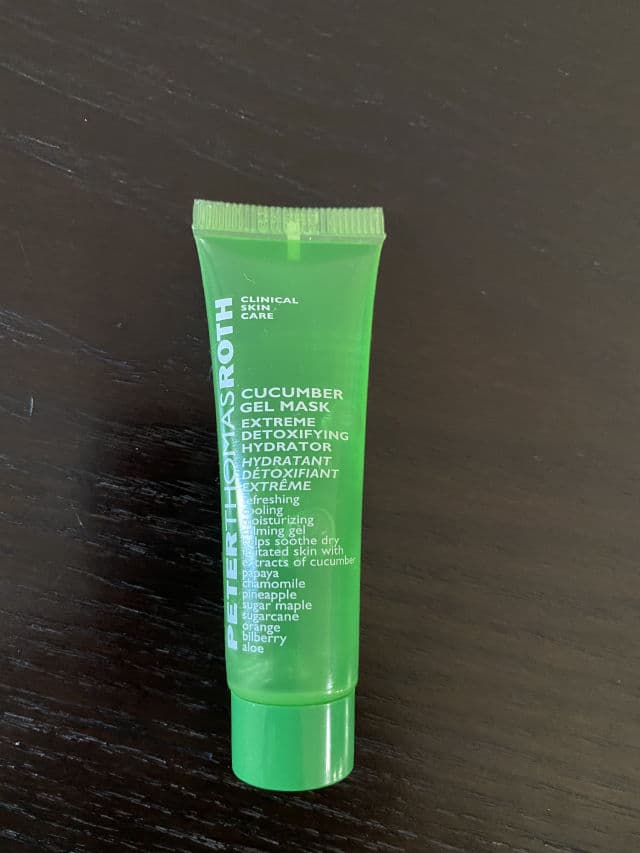 PETERTHOMASROTH
CLINICAL
SKIN
CARE
CUCUMBER
GEL MASK
EXTREME
DETOXIFYING
HYDRATOR
HYDRATANT
DÉTOXIFIANT
EXTRÊME
refreshing
cooling
moisturizing
calming gel
helps soothe dry
irritated skin with
extracts of cucumber
papaya
chamomile
pineapple
sugar maple
sugarcane
orange
bilberry
aloe